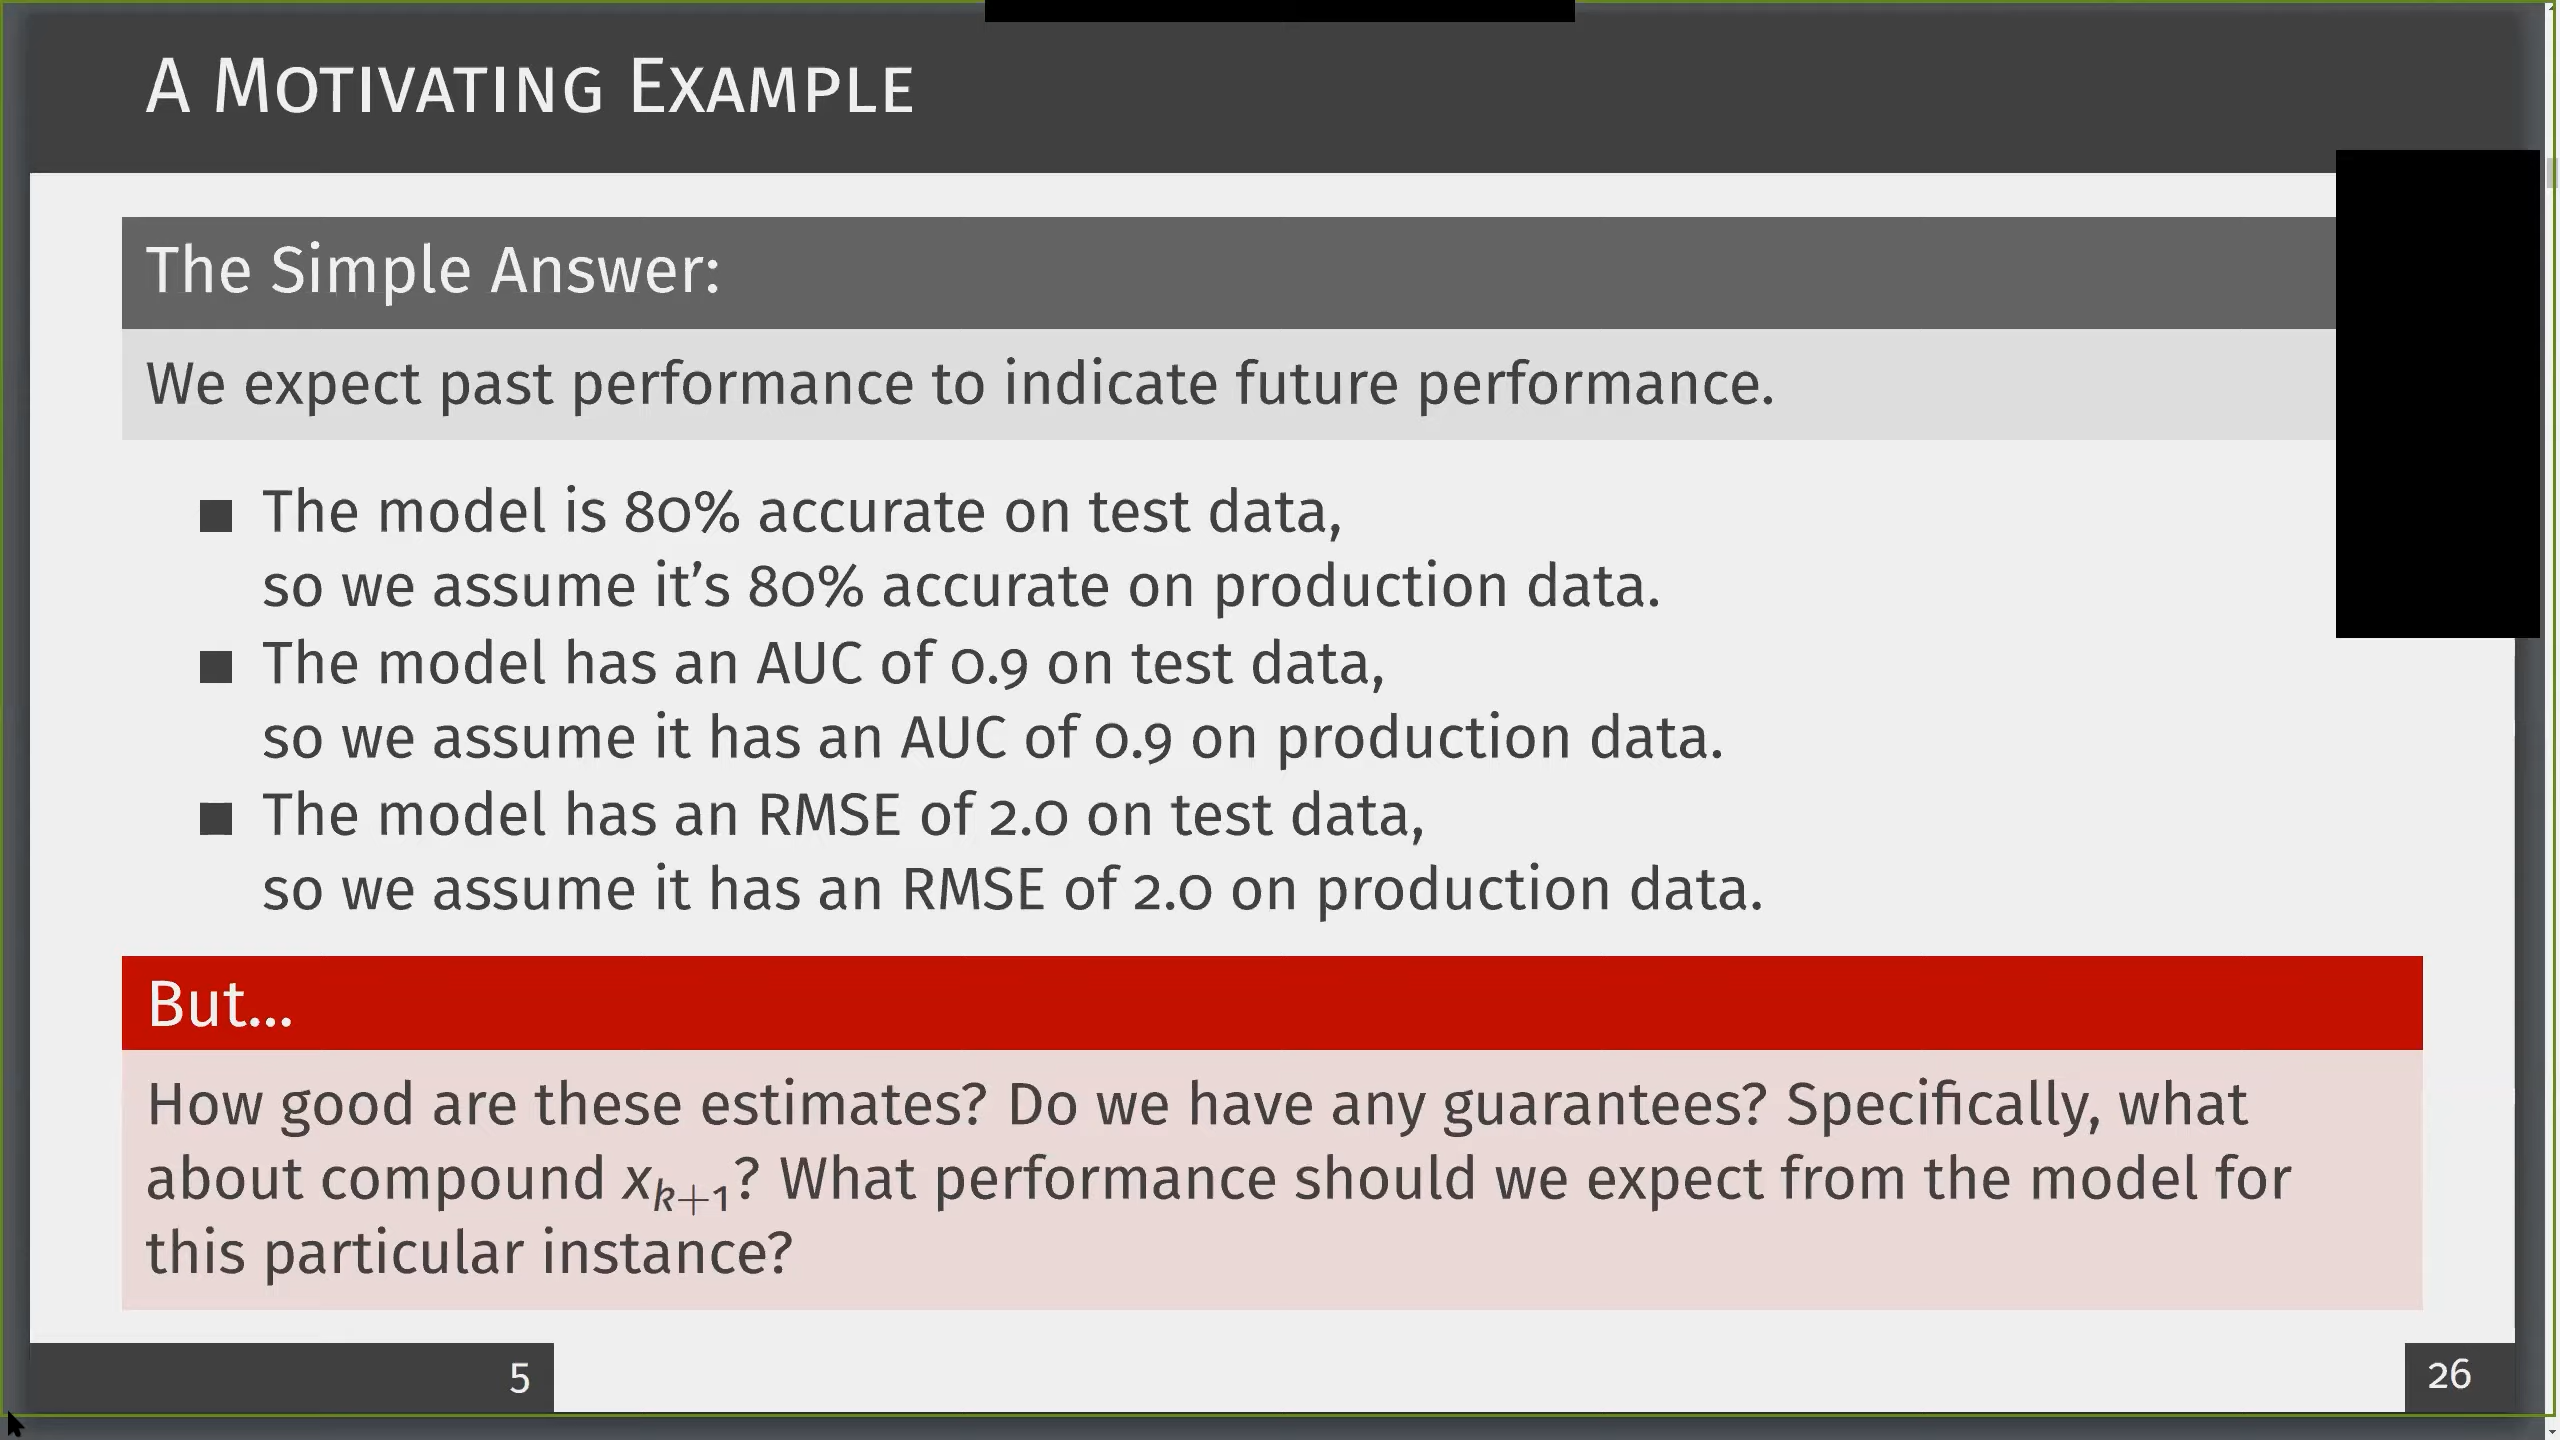 A Motivating Example
The Simple Answer:
We expect past performance to indicate future performance.
■ The model is 80% accurate on test data,
so we assume it’s 80% accurate on production data.
■ The model has an AUC of 0.9 on test data,
so we assume it has an AUC of 0.9 on production data.
■ The model has an RMSE of 2.0 on test data,
so we assume it has an RMSE of 2.0 on production data.
But...
How good are these estimates? Do we have any guarantees? Specifically, what
about compound x_{k+1}? What performance should we expect from the model for
this particular instance?
5
26